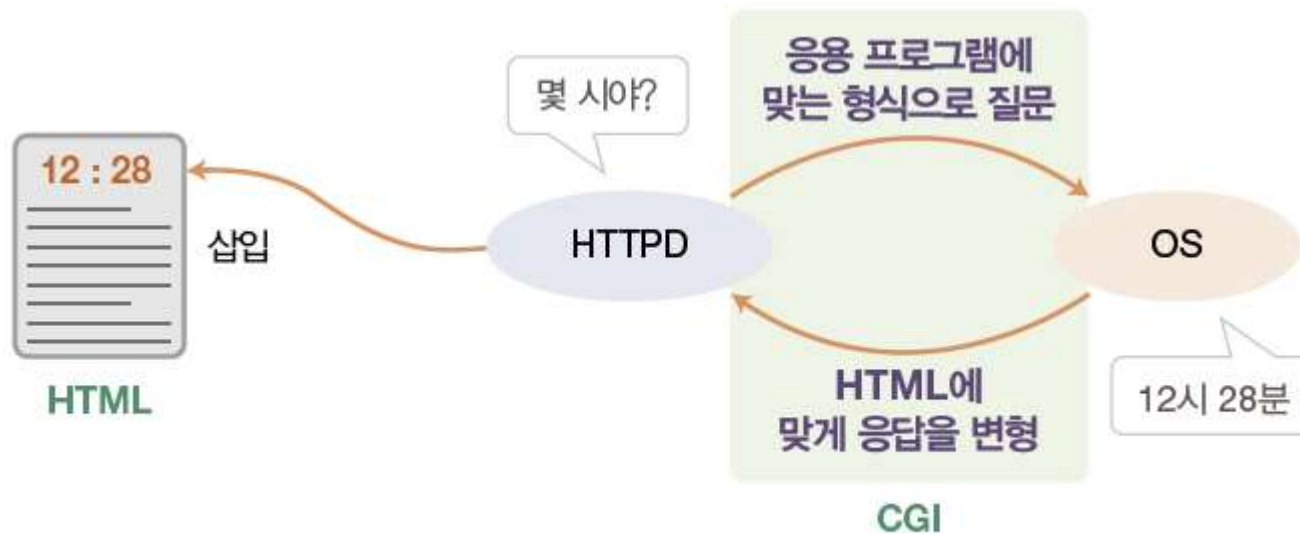 응용 프로그램에
맞는 형식으로 질문
몇 시야?
12 : 28
삽입
HTTPD
OS
HTML
HTML에
맞게 응답을 변형
12시 28분
CGI